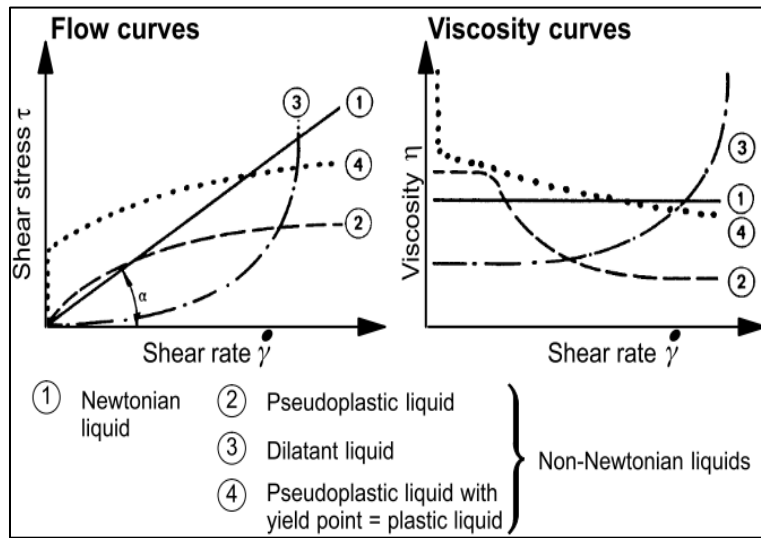 Flow curves
Shear stress τ
3
1
4
2
α
Shear rate γ̇
Viscosity curves
Viscosity η
3
1
4
2
Shear rate γ̇
1 Newtonian
liquid
2 Pseudoplastic liquid
3 Dilatant liquid
4 Pseudoplastic liquid with
yield point = plastic liquid
Non-Newtonian liquids